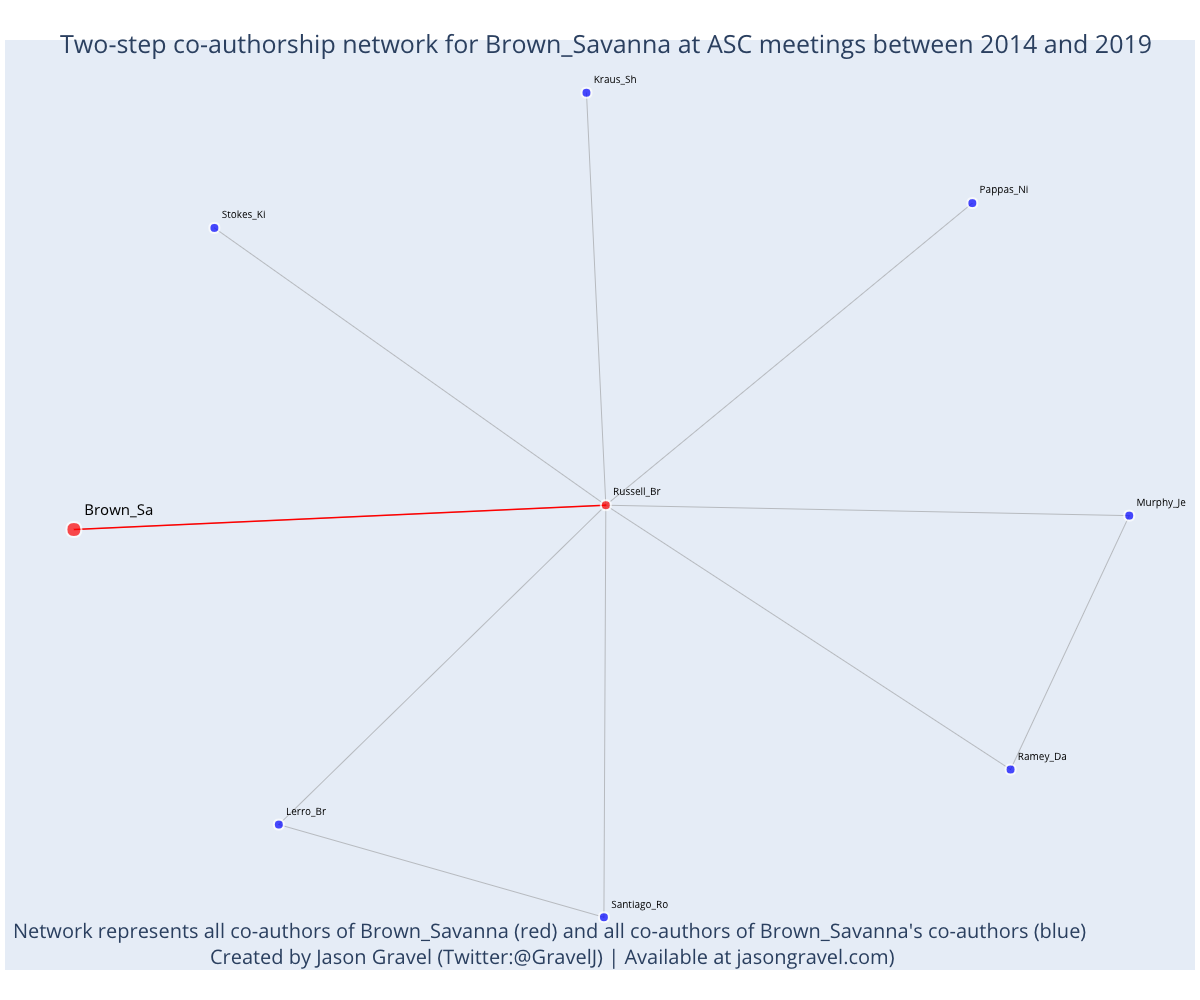 Two-step co-authorship network for Brown_Savanna at ASC meetings between 2014 and 2019
Kraus_Sh
Pappas_Ni
Stokes_Ki
Russell_Br
Murphy_Je
Brown_Sa
Ramey_Da
Lerro_Br
Santiago_Ro
Network represents all co-authors of Brown_Savanna (red) and all co-authors of Brown_Savanna's co-authors (blue)
Created by Jason Gravel (Twitter:@GravelJ) | Available at jasongravel.com)